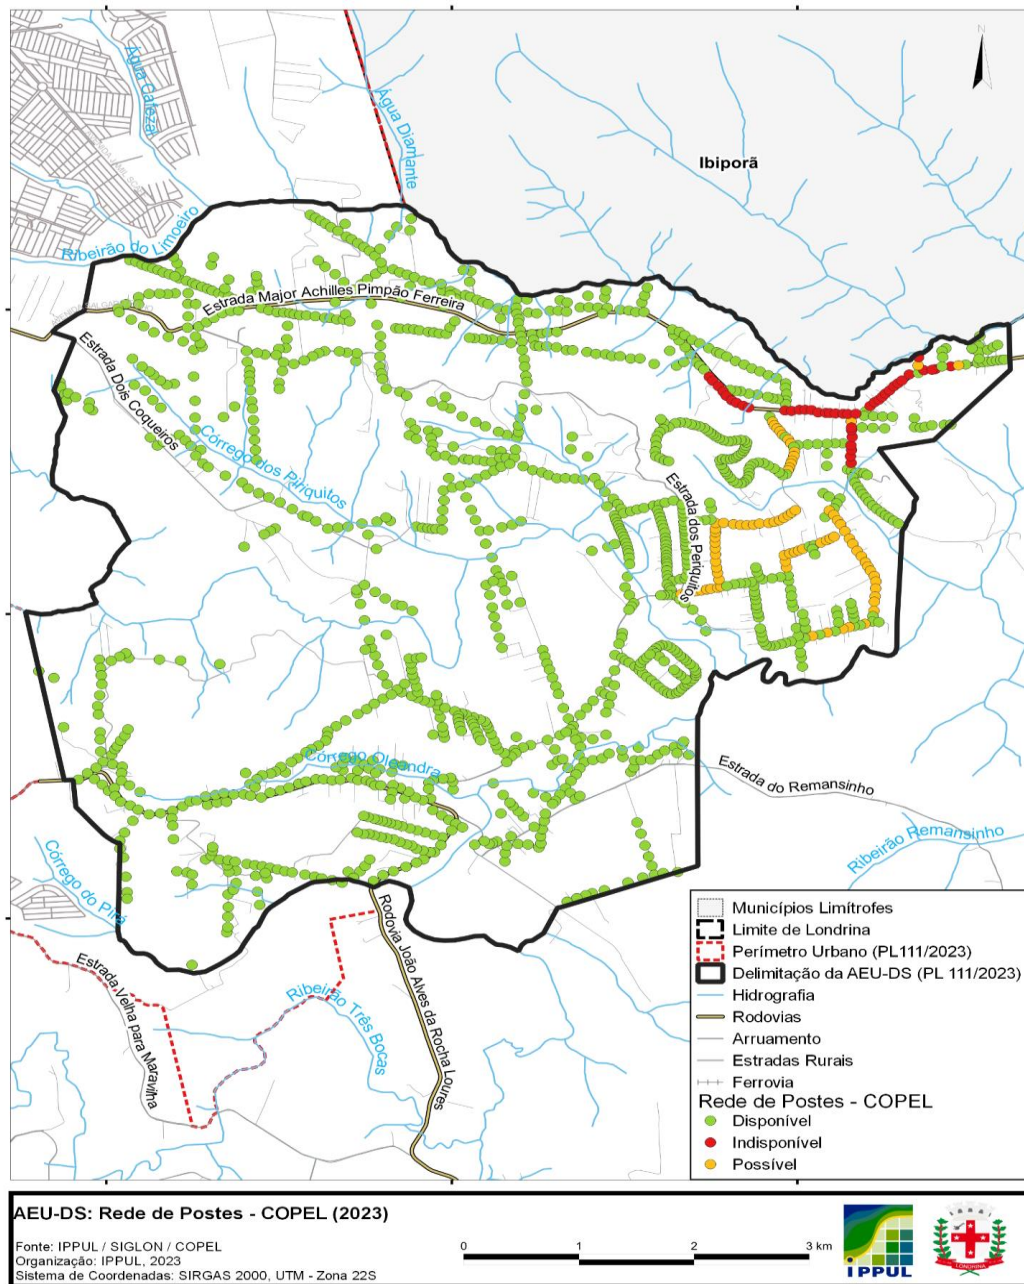 N
Água Cafezal
Água Diamante
Ibiporã
Ribeirão do Limoeiro
Estrada Major Achilles Pimpão Ferreira
Estrada Dois Coqueiros
Córrego dos Piriquitos
Estrada dos Periquitos
Córrego Oleandra
Estrada do Remansinho
Ribeirão Remansinho
Córrego do Pirá
Rodovia João Alves da Rocha Loures
Estrada Velha para Maravilha
Ribeirão Três Bocas
Municípios Limítrofes
Limite de Londrina
Perímetro Urbano (PL111/2023)
Delimitação da AEU-DS (PL 111/2023)
Hidrografia
Rodovias
Arruamento
Estradas Rurais
Ferrovia
Rede de Postes - COPEL
Disponível
Indisponível
Possível
AEU-DS: Rede de Postes - COPEL (2023)
Fonte: IPPUL / SIGLON / COPEL
Organização: IPPUL, 2023
Sistema de Coordenadas: SIRGAS 2000, UTM - Zona 22S
0 1 2 3 km
IPPUL
LONDRINA